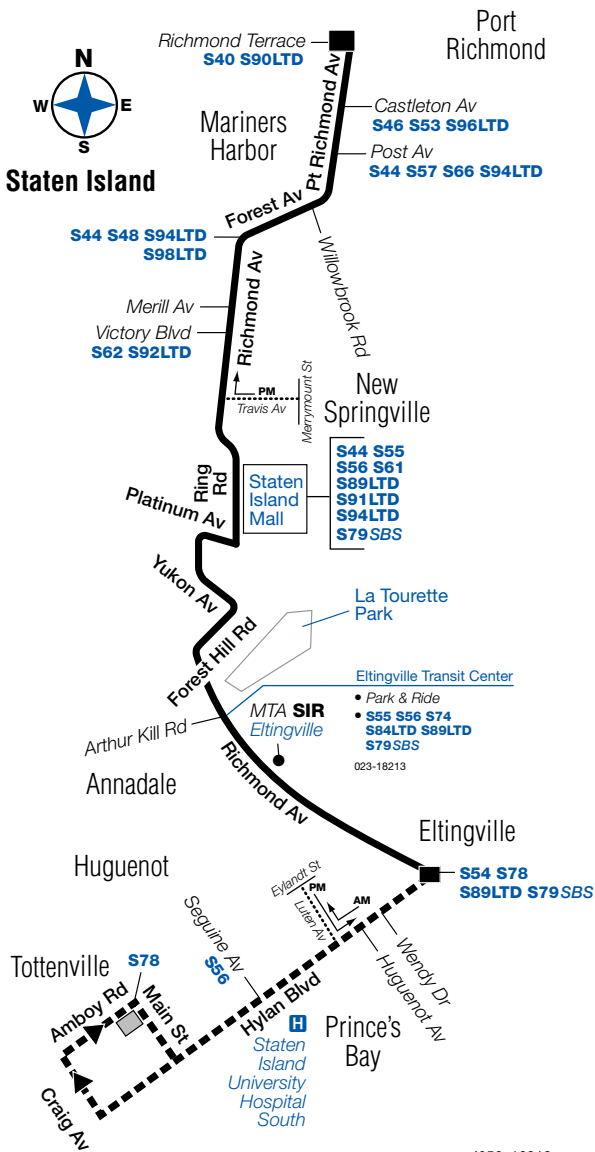 Port
Richmond
Richmond Terrace
S40 S90LTD
N
W
E
S
Staten Island
Mariners
Harbor
Pt Richmond Av
Castleton Av
S46 S53 S96LTD
Post Av
S44 S57 S66 S94LTD
Forest Av
S44 S48 S94LTD
S98LTD
Willowbrook Rd
Richmond Av
Merill Av
Victory Blvd
S62 S92LTD
PM
Travis Av
Merrymount St
New
Springville
S44 S55
S56 S61
S89LTD
S91LTD
S94LTD
S79SBS
Staten
Island
Mall
Ring
Rd
Platinum Av
Yukon Av
La Tourette
Park
Forest Hill Rd
Eltingville Transit Center
• Park & Ride
• S55 S56 S74
S84LTD S89LTD
S79SBS
023-18213
Arthur Kill Rd
MTA SIR
Eltingville
Annadale
Richmond Av
Eltingville
S54 S78
S89LTD S79SBS
Huguenot
Eylandt St
PM
AM
Luten Av
Wendy Dr
Huguenot Av
Seguine Av
S56
Tottenville
S78
Amboy Rd
Main St
Hylan Blvd
Prince's
Bay
H
Staten
Island
University
Hospital
South
Craig Av